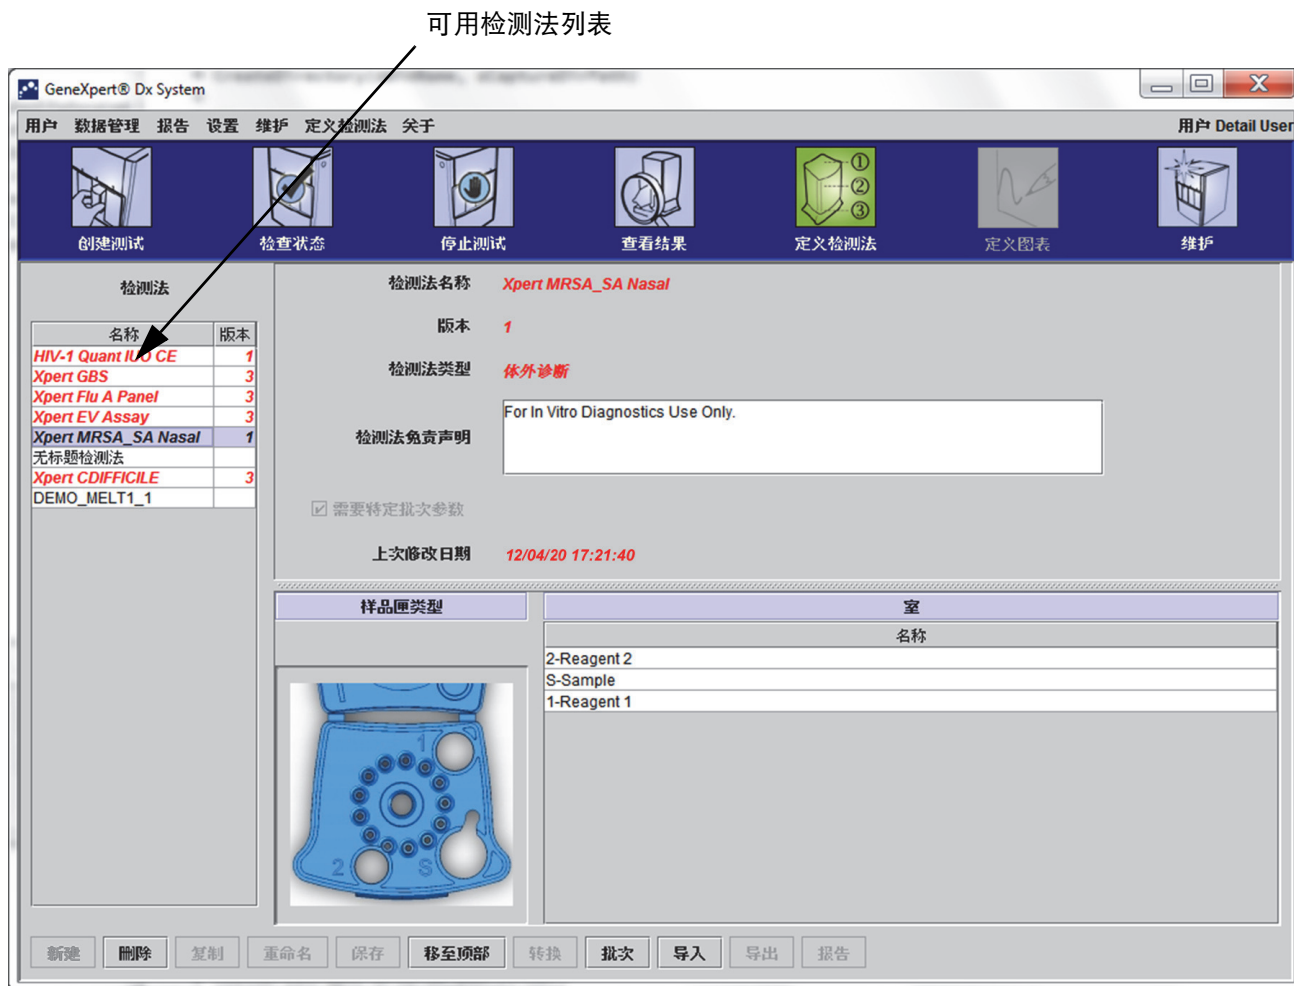 可用检测法列表
GeneXpert® Dx System
用户 数据管理 报告 设置 维护 定义检测法 关于 用户 Detail User
创建测试 检查状态 停止测试 查看结果 定义检测法 定义图表 维护
检测法
名称 版本
HIV-1 Quant IUO CE 1
Xpert GBS 3
Xpert Flu A Panel 3
Xpert EV Assay 3
Xpert MRSA_SA Nasal 1
无标题检测法
Xpert CDIFFICILE 3
DEMO_MELT1_1
检测法名称 Xpert MRSA_SA Nasal
版本 1
检测法类型 体外诊断
检测法免责声明 For In Vitro Diagnostics Use Only.
需要特定批次参数
上次修改日期 12/04/20 17:21:40
样品匣类型 室
名称
2-Reagent 2
S-Sample
1-Reagent 1
1
2 S
新建 删除 复制 重命名 保存 移至顶部 转换 批次 导入 导出 报告